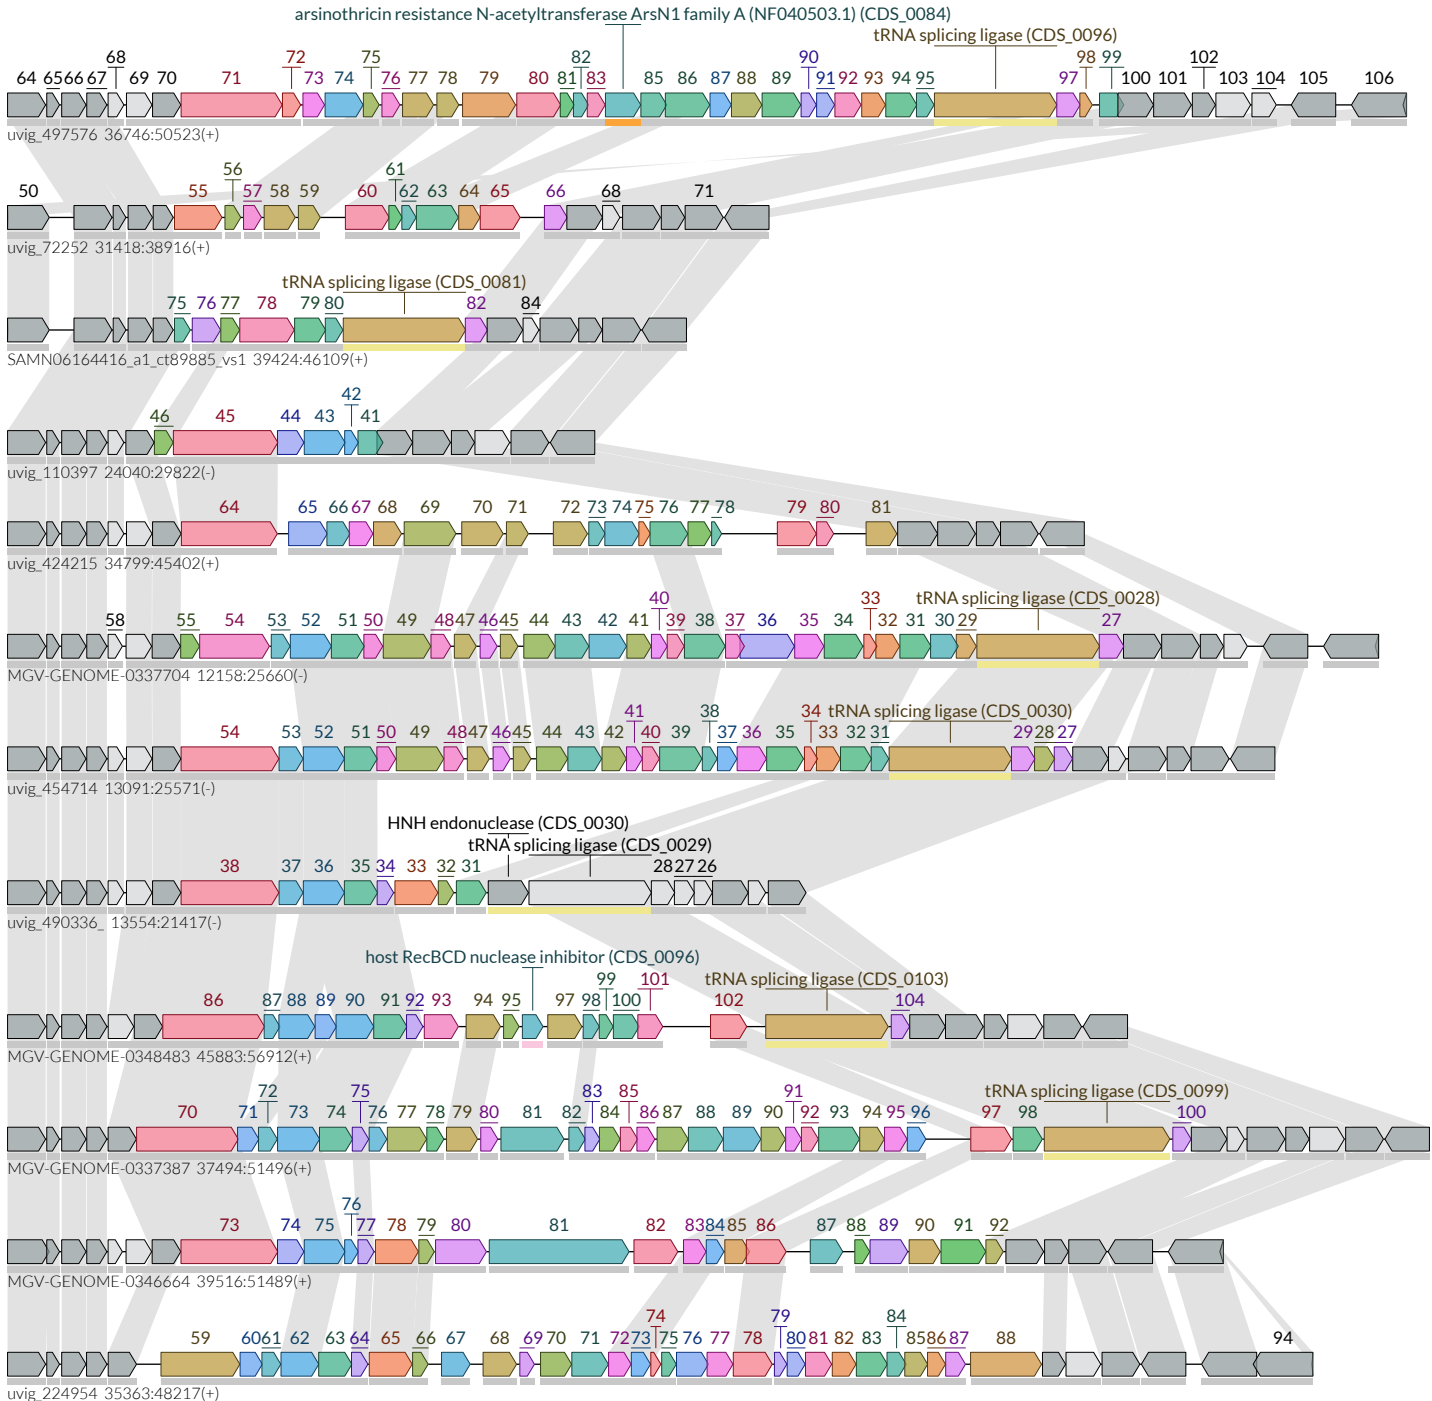 arsinothricin resistance N-acetyltransferase ArsN1 family A (NF040503.1) (CDS_0084)
tRNA splicing ligase (CDS_0096)
68 72 75 82 90 98 99 102
64 65 66 67 69 70 71 73 74 76 77 78 79 80 81 83 85 86 87 88 89 91 92 93 94 95 97 100 101 103 104 105 106
uvig_497576 36746:50523(+)
56 61
50 55 57 58 59 60 62 63 64 65 66 68 71
uvig_72252 31418:38916(+)
tRNA splicing ligase (CDS_0081)
75 76 77 78 79 80 82 84
SAMN06164416_a1_ct89885_vs1 39424:46109(+)
42
46 45 44 43 41
uvig_110397 24040:29822(-)
64 65 66 67 68 69 70 71 72 73 74 75 76 77 78 79 80 81
uvig_424215 34799:45402(+)
40 33 tRNA splicing ligase (CDS_0028)
58 55 54 53 52 51 50 49 48 47 46 45 44 43 42 41 39 38 37 36 35 34 32 31 30 29 27
MGV-GENOME-0337704 12158:25660(-)
41 38 34 tRNA splicing ligase (CDS_0030)
54 53 52 51 50 49 48 47 46 45 44 43 42 40 39 37 36 35 33 32 31 29 28 27
uvig_454714 13091:25571(-)
HNH endonuclease (CDS_0030)
tRNA splicing ligase (CDS_0029)
38 37 36 35 34 33 32 31 28 27 26
uvig_490336_ 13554:21417(-)
host RecBCD nuclease inhibitor (CDS_0096)
99 101 tRNA splicing ligase (CDS_0103)
86 87 88 89 90 91 92 93 94 95 97 98 100 102 104
MGV-GENOME-0348483 45883:56912(+)
72 75 83 85 91 tRNA splicing ligase (CDS_0099)
70 71 73 74 76 77 78 79 80 81 82 84 86 87 88 89 90 92 93 94 95 96 97 98 100
MGV-GENOME-0337387 37494:51496(+)
76
73 74 75 77 78 79 80 81 82 83 84 85 86 87 88 89 90 91 92
MGV-GENOME-0346664 39516:51489(+)
74 79 84
59 60 61 62 63 64 65 66 67 68 69 70 71 72 73 75 76 77 78 80 81 82 83 85 86 87 88 94
uvig_224954 35363:48217(+)